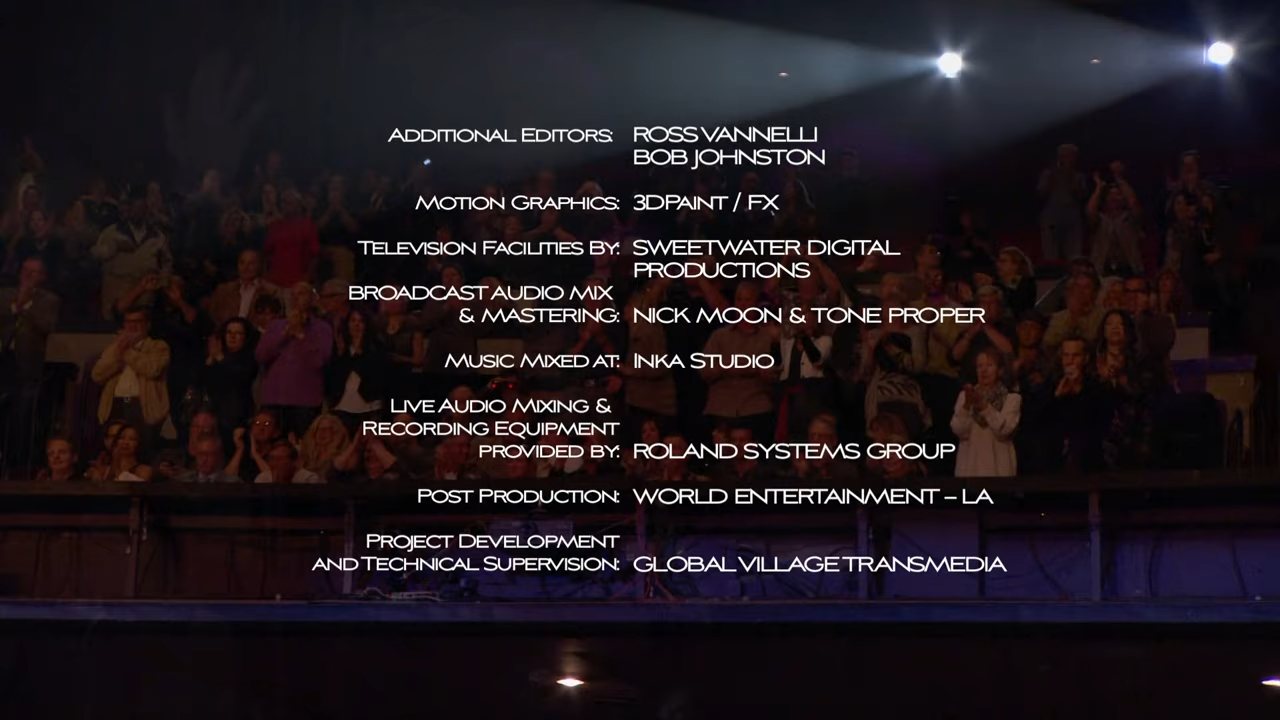 ADDITIONAL EDITORS: ROSS VANNELLI
BOB JOHNSTON
MOTION GRAPHICS: 3DPAINT / FX
TELEVISION FACILITIES BY: SWEETWATER DIGITAL
PRODUCTIONS
BROADCAST AUDIO MIX
& MASTERING: NICK MOON & TONE PROPER
MUSIC MIXED AT: INKA STUDIO
LIVE AUDIO MIXING &
RECORDING EQUIPMENT
PROVIDED BY: ROLAND SYSTEMS GROUP
POST PRODUCTION: WORLD ENTERTAINMENT – LA
PROJECT DEVELOPMENT
AND TECHNICAL SUPERVISION: GLOBAL VILLAGE TRANSMEDIA